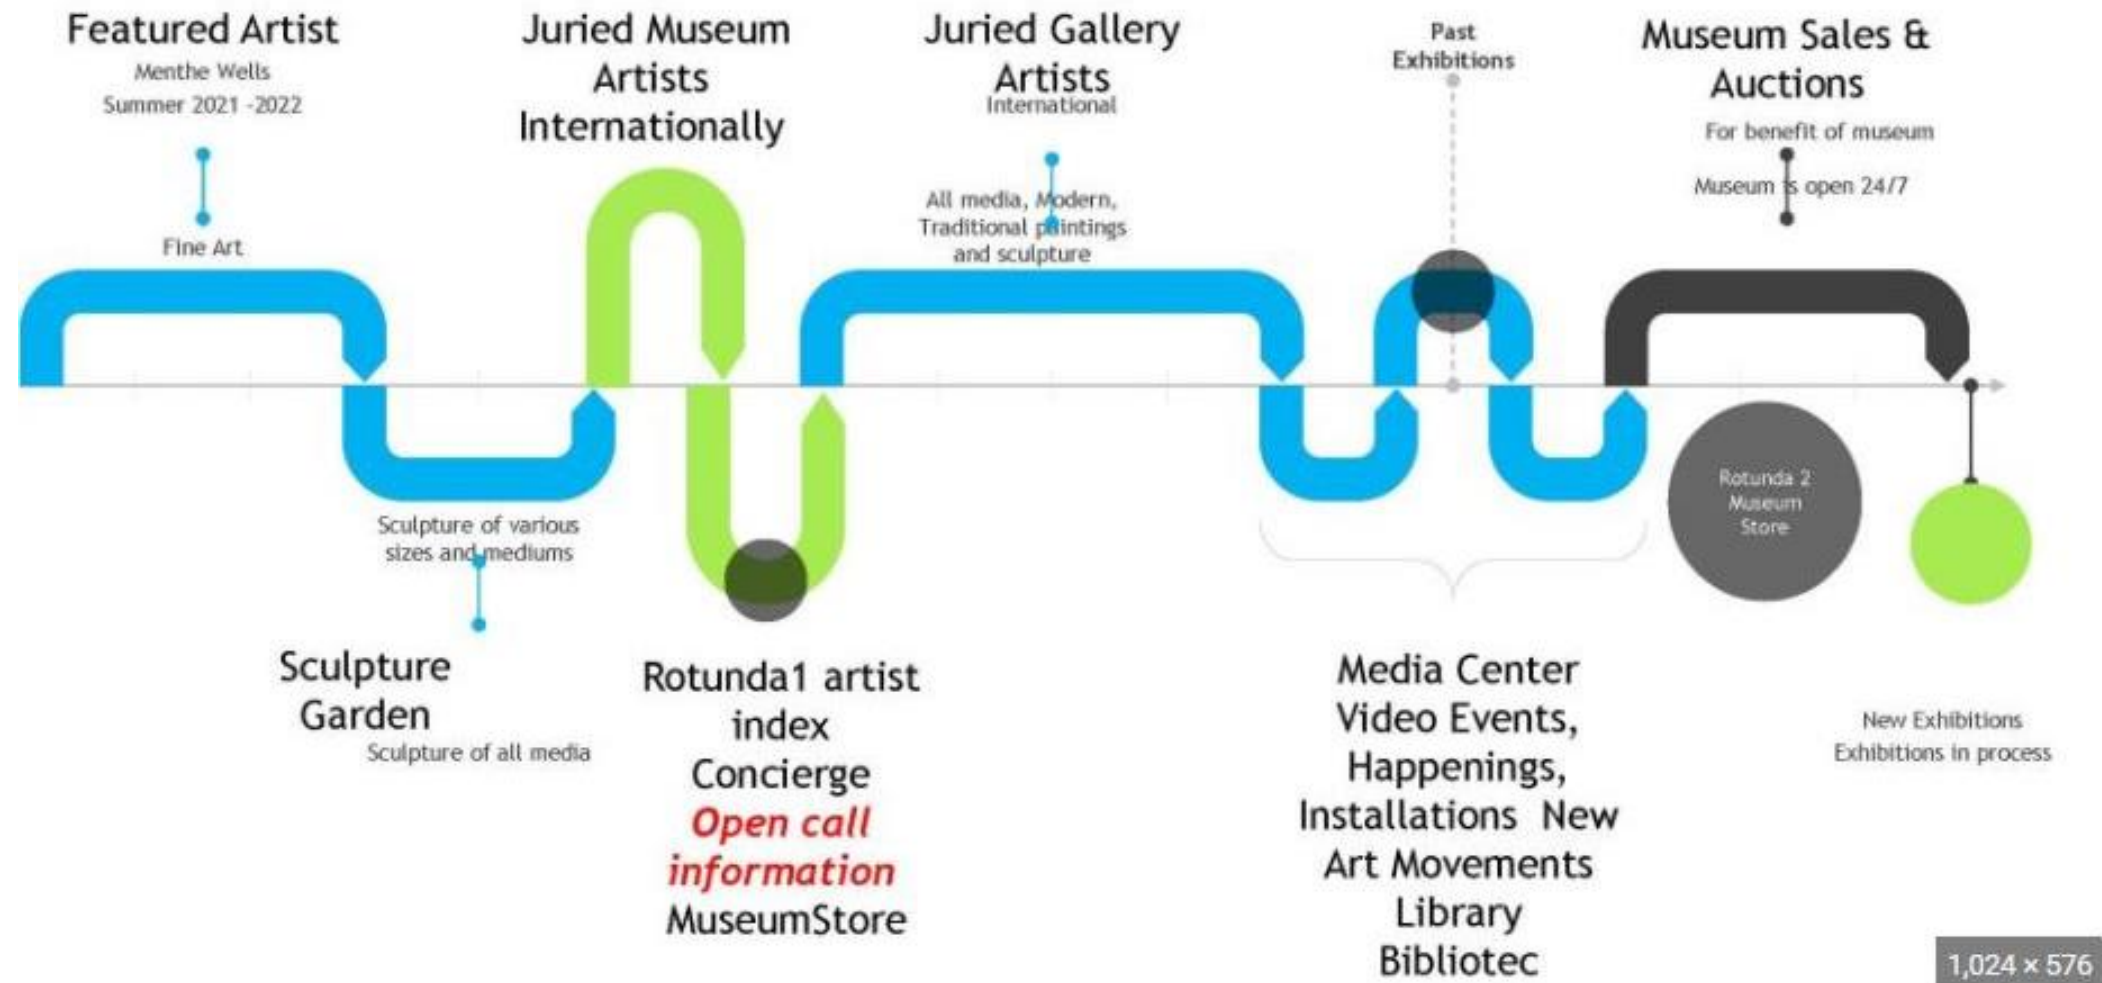 Featured Artist
Menthe Wells
Summer 2021 -2022
Fine Art
Juried Museum
Artists
Internationally
Juried Gallery
Artists
International
All media, Modern,
Traditional paintings
and sculpture
Past
Exhibitions
Museum Sales &
Auctions
For benefit of museum
Museum is open 24/7
Sculpture of various
sizes and mediums
Sculpture
Garden
Sculpture of all media
Rotunda1 artist
index
Concierge
Open call
information
MuseumStore
Media Center
Video Events,
Happenings,
Installations New
Art Movements
Library
Bibliotec
Rotunda 2
Museum
Store
New Exhibitions
Exhibitions in process
1,024 × 576